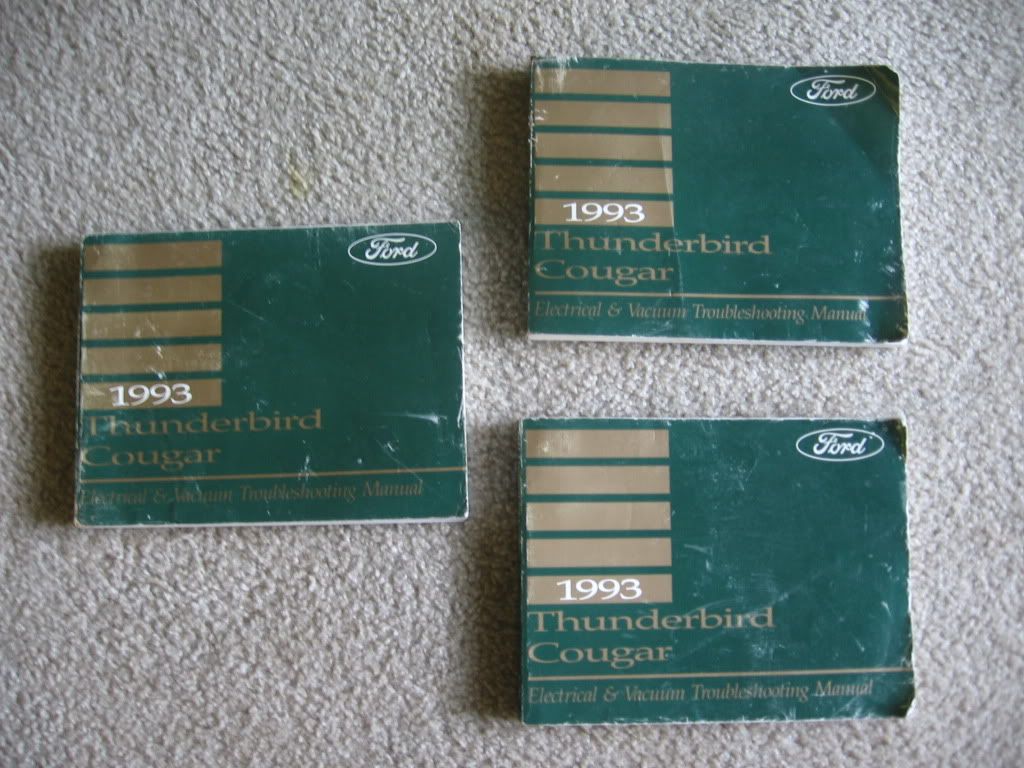 Ford
1993
Thunderbird
Cougar
Electrical & Vacuum Troubleshooting Manual
Ford
1993
Thunderbird
Cougar
Electrical & Vacuum Troubleshooting Manual
Ford
1993
Thunderbird
Cougar
Electrical & Vacuum Troubleshooting Manual